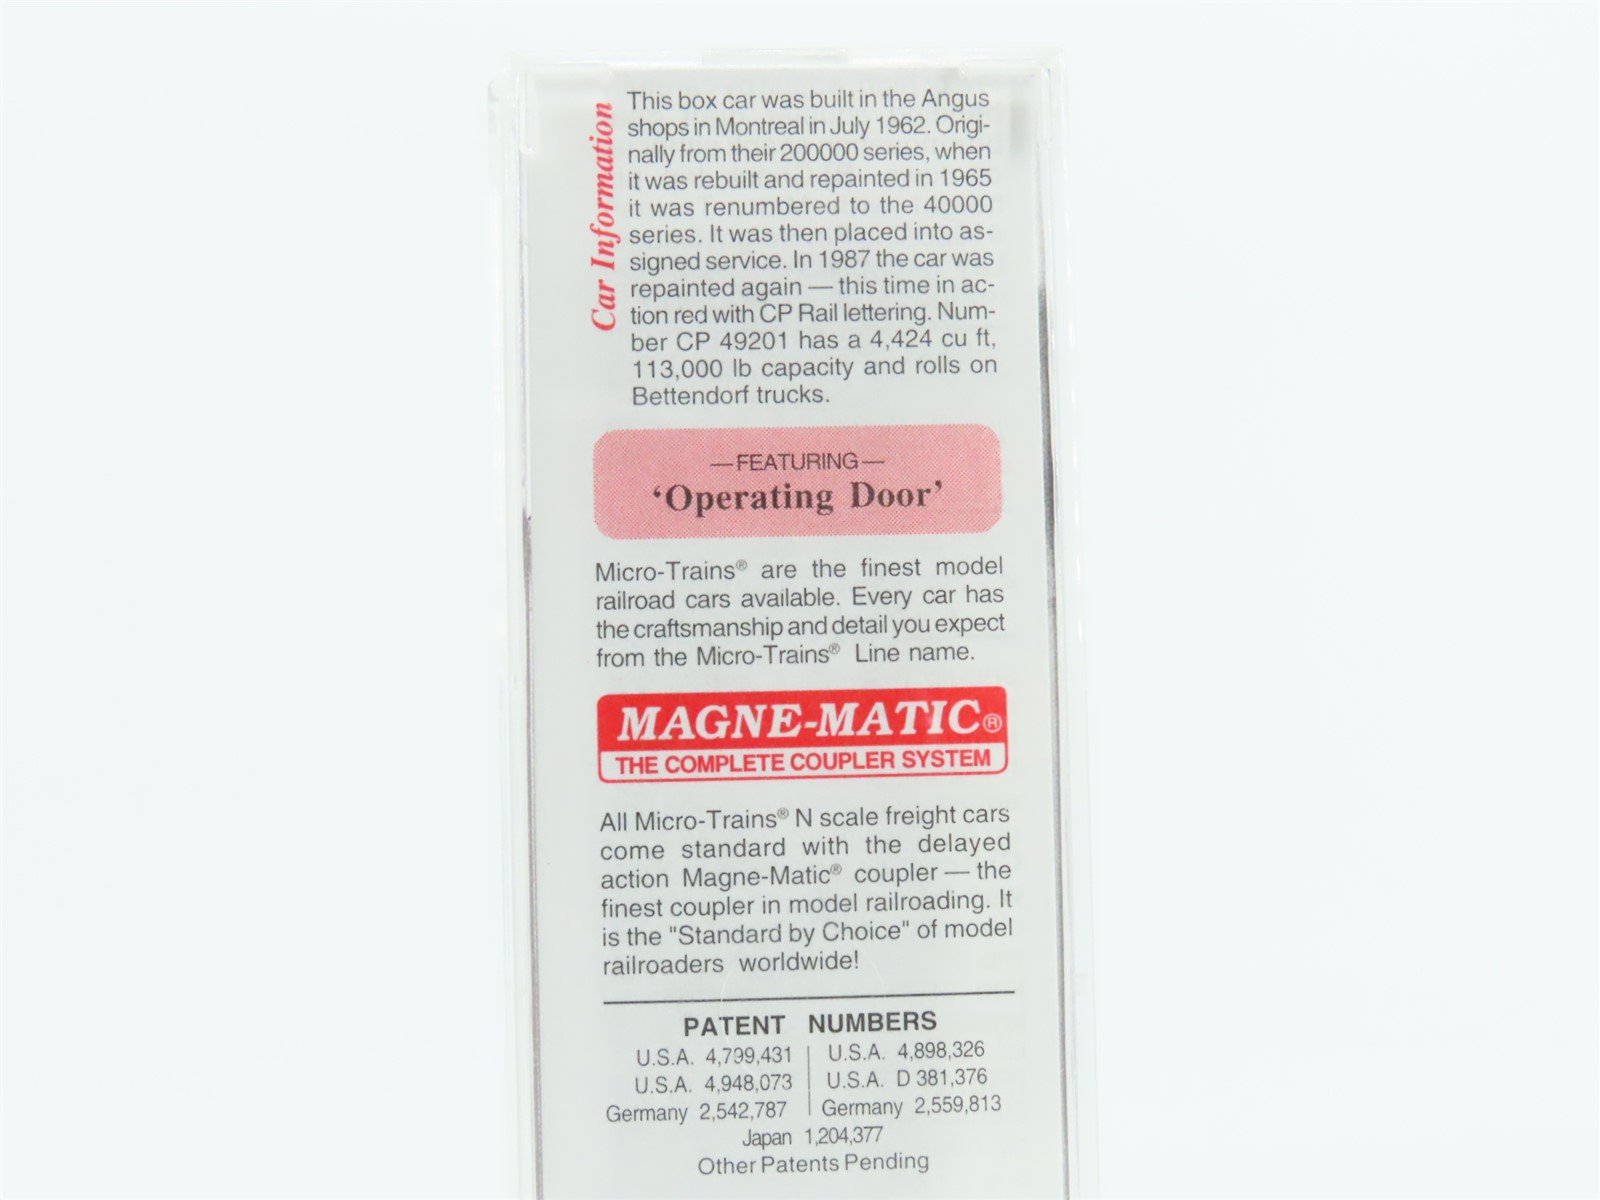 Car Information
This box car was built in the Angus
shops in Montreal in July 1962. Origi-
nally from their 200000 series, when
it was rebuilt and repainted in 1965
it was renumbered to the 40000
series. It was then placed into as-
signed service. In 1987 the car was
repainted again — this time in ac-
tion red with CP Rail lettering. Num-
ber CP 49201 has a 4,424 cu ft,
113,000 lb capacity and rolls on
Bettendorf trucks.
—FEATURING—
‘Operating Door’
Micro-Trains® are the finest model
railroad cars available. Every car has
the craftsmanship and detail you expect
from the Micro-Trains® Line name.
MAGNE-MATIC®
THE COMPLETE COUPLER SYSTEM
All Micro-Trains® N scale freight cars
come standard with the delayed
action Magne-Matic® coupler — the
finest coupler in model railroading. It
is the "Standard by Choice" of model
railroaders worldwide!
PATENT NUMBERS
U.S.A. 4,799,431 | U.S.A. 4,898,326
U.S.A. 4,948,073 | U.S.A. D 381,376
Germany 2,542,787 | Germany 2,559,813
Japan 1,204,377
Other Patents Pending